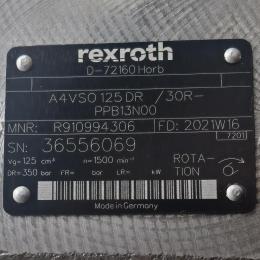 rexroth
D-72160 Horb
A4VSO 125 DR /30R-
PPB13N00
MNR: R910994306 FD: 2021W16
7201
SN: 36556069
Vg= 125 cm³ n= 1500 min⁻¹ ROTA-
TION
DR= 350 bar FR= bar LR= kW
Made in Germany